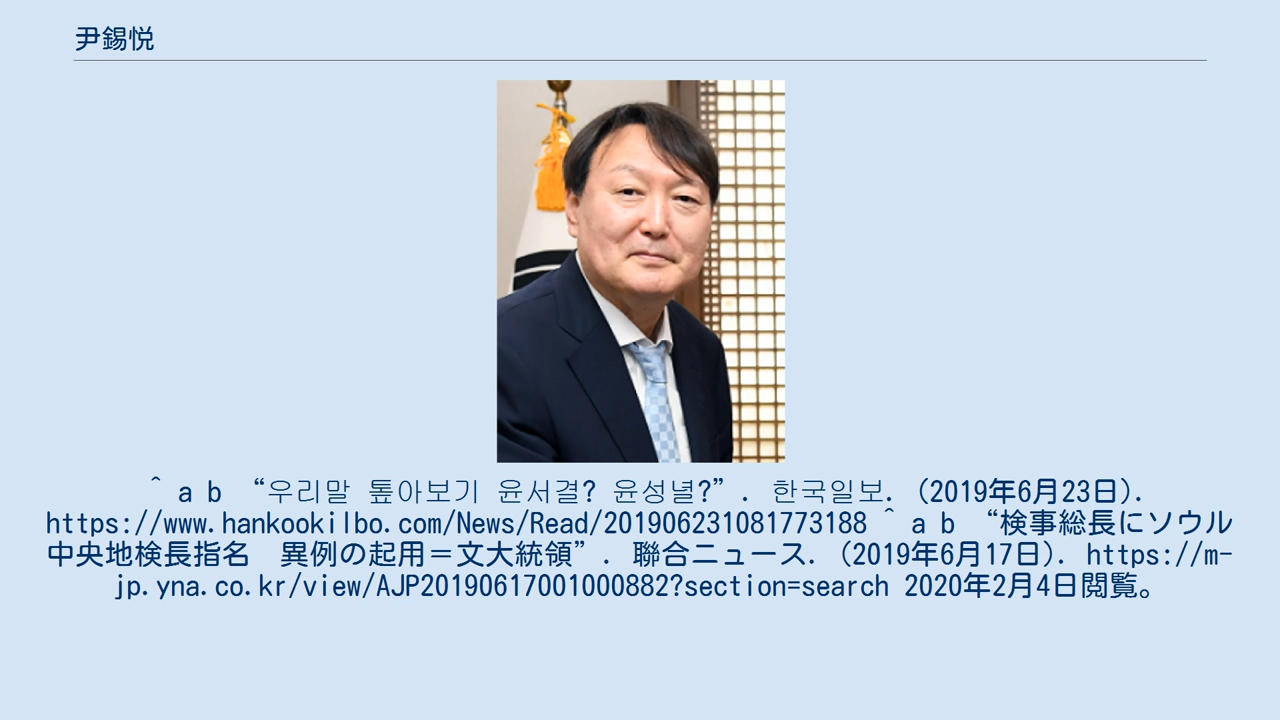 尹錫悦
^ a b “우리말 톺아보기 윤서결? 윤성녈?”. 한국일보. (2019年6月23日).
https://www.hankookilbo.com/News/Read/201906231081773188 ^ a b “検事総長にソウル
中央地検長指名　異例の起用＝文大統領”. 聯合ニュース. (2019年6月17日). https://m-
jp.yna.co.kr/view/AJP20190617001000882?section=search 2020年2月4日閲覧。